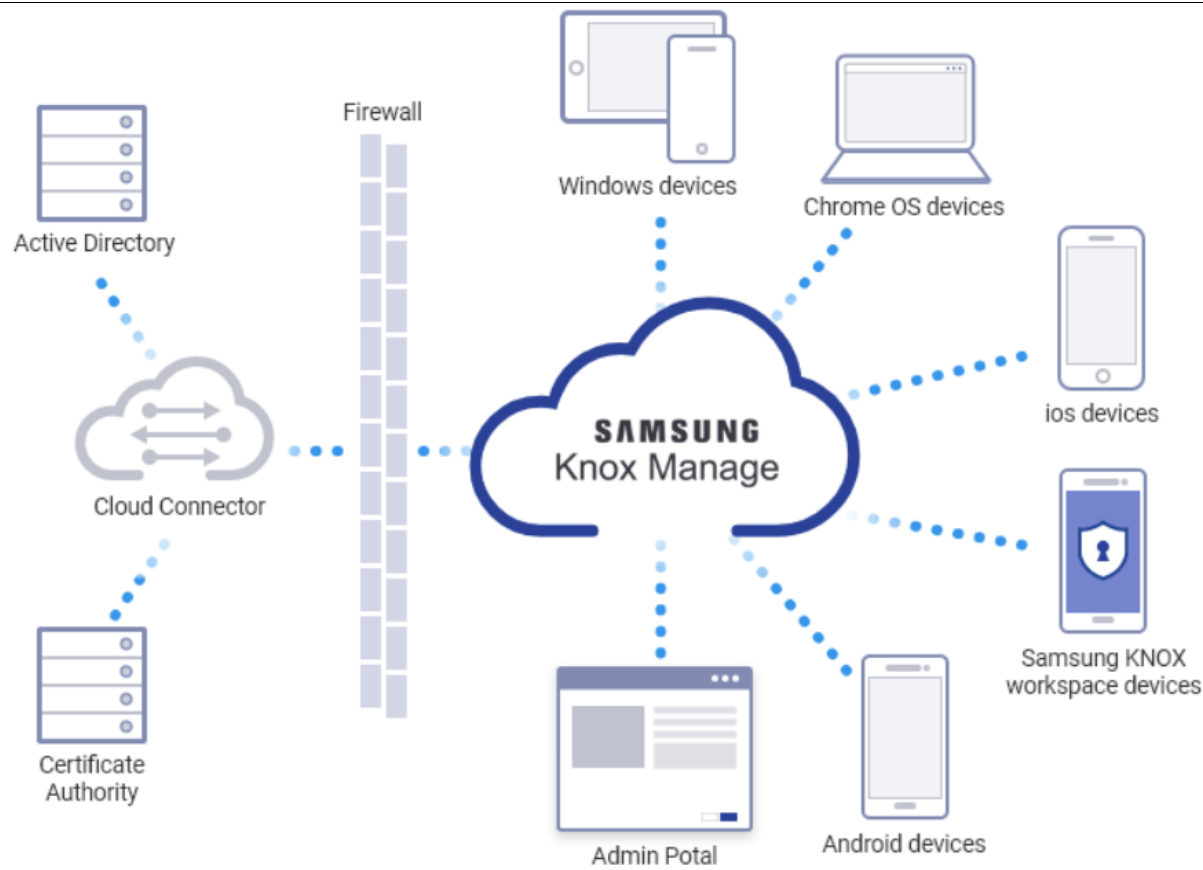 Firewall
Windows devices
Chrome OS devices
Active Directory
ios devices
SAMSUNG
Knox Manage
Cloud Connector
Samsung KNOX
workspace devices
Certificate
Authority
Admin Potal
Android devices